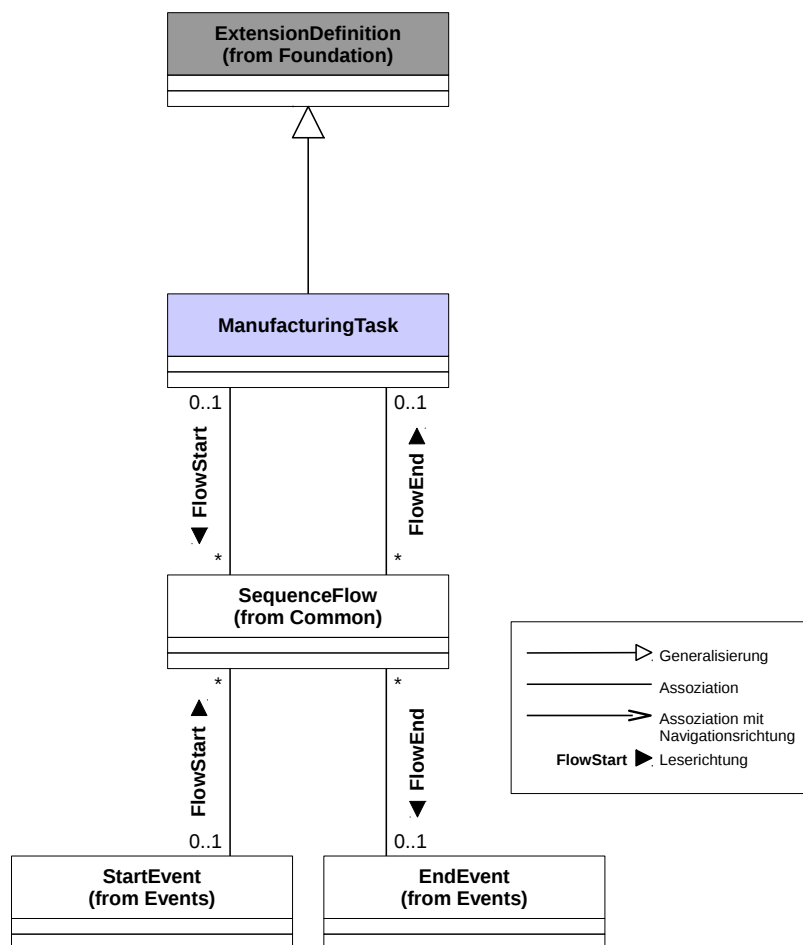 ExtensionDefinition
(from Foundation)
ManufacturingTask
0..1
0..1
FlowStart
FlowEnd
*
*
SequenceFlow
(from Common)
*
*
FlowStart
FlowEnd
0..1
0..1
StartEvent
(from Events)
EndEvent
(from Events)
Generalisierung
Assoziation
Assoziation mit
Navigationsrichtung
FlowStart Leserichtung